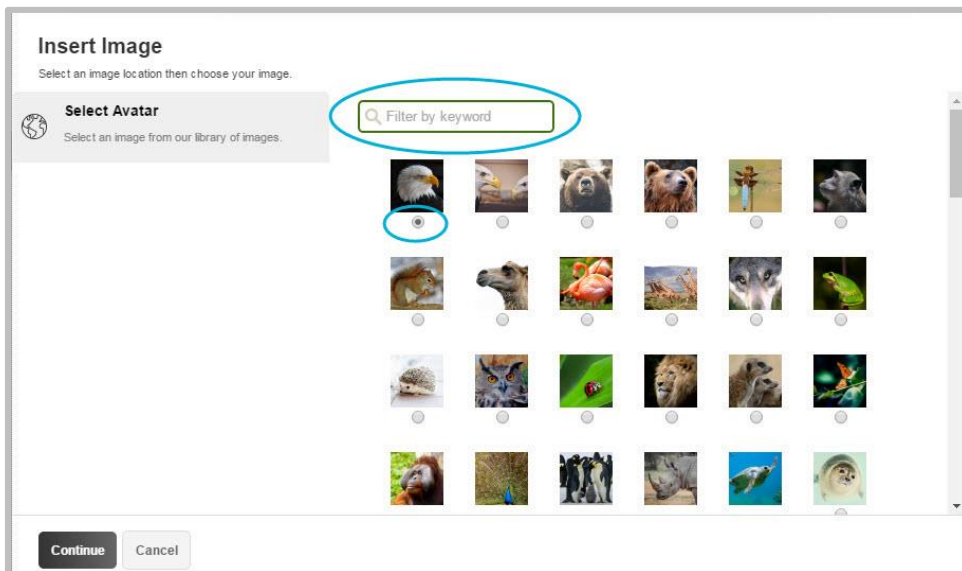 Insert Image
Select an image location then choose your image.
Select Avatar
Select an image from our library of images.
Filter by keyword
Continue
Cancel